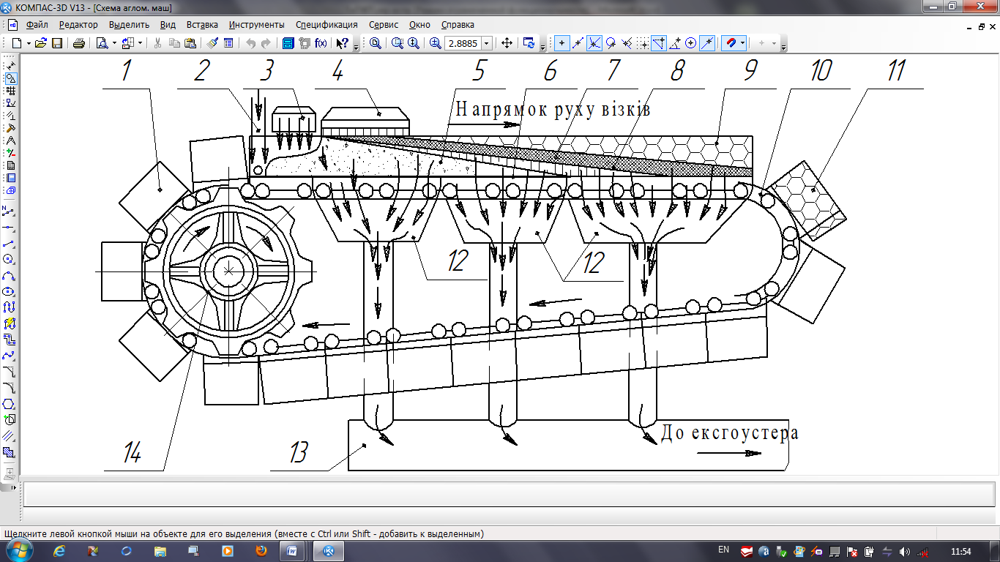 КОМПАС-3D V13 - [Схема аглом. маш]
Файл Редактор Выделить Вид Вставка Инструменты Спецификация Сервис Окно Справка
f(x) 2.8885
1 2 3 4 5 6 7 8 9 10 11
Напрямок руху візків
12 12
До ексгоустера
14 13
Щелкните левой кнопкой мыши на объекте для его выделения (вместе с Ctrl или Shift - добавить к выделенным)
EN 11:54